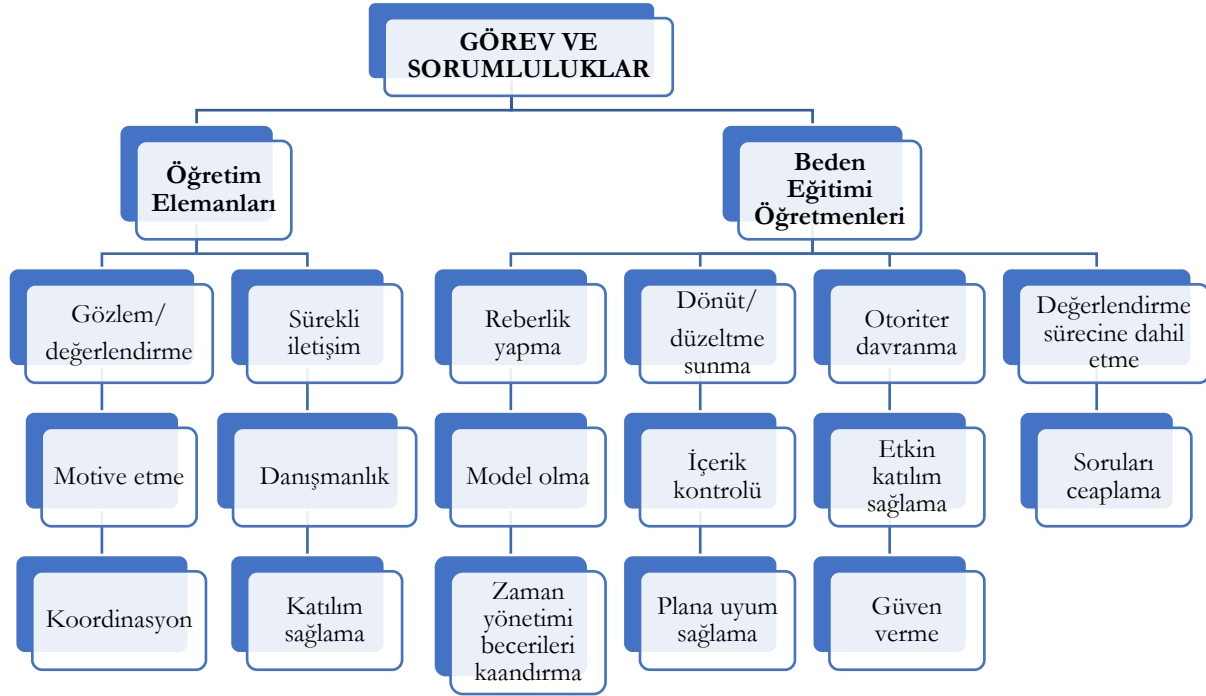 GÖREV VE
SORUMLULUKLAR
Öğretim
Elemanları
Beden
Eğitimi
Öğretmenleri
Gözlem/
değerlendirme
Sürekli
iletişim
Reberlik
yapma
Dönüt/
düzeltme
sunma
Otoriter
davranma
Değerlendirme
sürecine dahil
etme
Motive etme
Danışmanlık
Model olma
İçerik
kontrolü
Etkin
katılım
sağlama
Soruları
ceaplama
Koordinasyon
Katılım
sağlama
Zaman
yönetimi
becerileri
kaandırma
Plana uyum
sağlama
Güven
verme